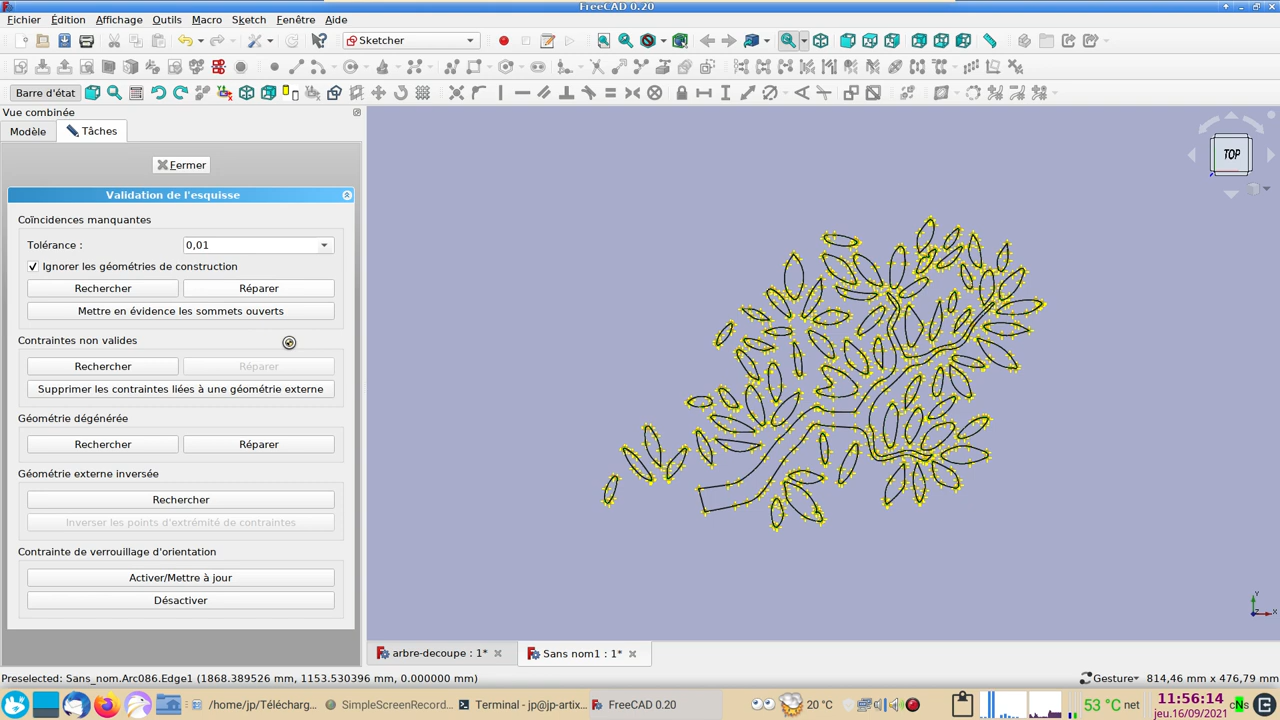 FreeCAD 0.20
Fichier Édition Affichage Outils Macro Sketch Fenêtre Aide
Sketcher
Barre d'état
Vue combinée
Modèle Tâches
Fermer
Validation de l'esquisse
Coïncidences manquantes
Tolérance : 0,01
Ignorer les géométries de construction
Rechercher Réparer
Mettre en évidence les sommets ouverts
Contraintes non valides
Rechercher Réparer
Supprimer les contraintes liées à une géométrie externe
Géométrie dégénérée
Rechercher Réparer
Géométrie externe inversée
Rechercher
Inverser les points d'extrémité de contraintes
Contrainte de verrouillage d'orientation
Activer/Mettre à jour
Désactiver
TOP
Y
Z X
arbre-decoupe : 1* Sans nom1 : 1*
Preselected: Sans_nom.Arc086.Edge1 (1868.389526 mm, 1153.530396 mm, 0.000000 mm) Gesture 814,46 mm x 476,79 mm
/home/jp/Télécharg... SimpleScreenRecord... Terminal - jp@jp-artix... FreeCAD 0.20 20 °C 53 °C net 11:56:14 cNs
jeu.16/09/2021